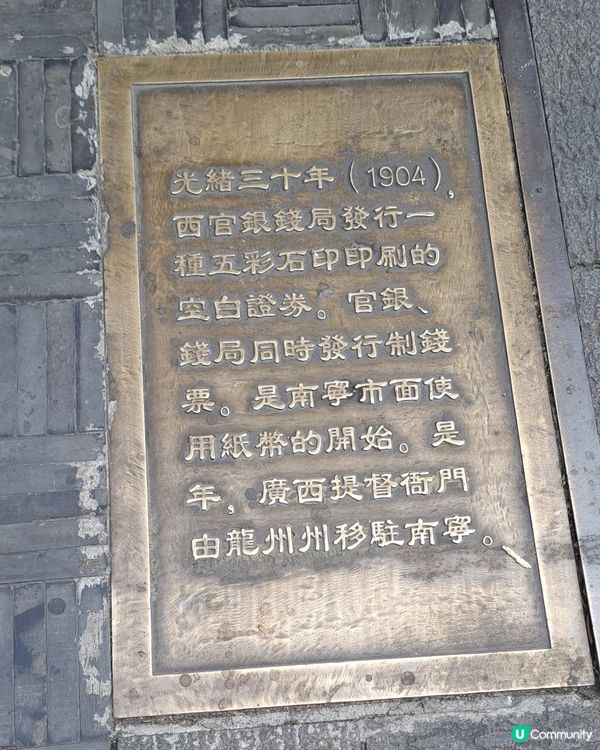 光緒三十年（1904），
西官銀錢局發行一
種五彩石印印刷的
空白證券。官銀、
錢局同時發行制錢
票。是南寧市面使
用紙幣的開始。是
年，廣西提督衙門
由龍州州移駐南寧。
U Community